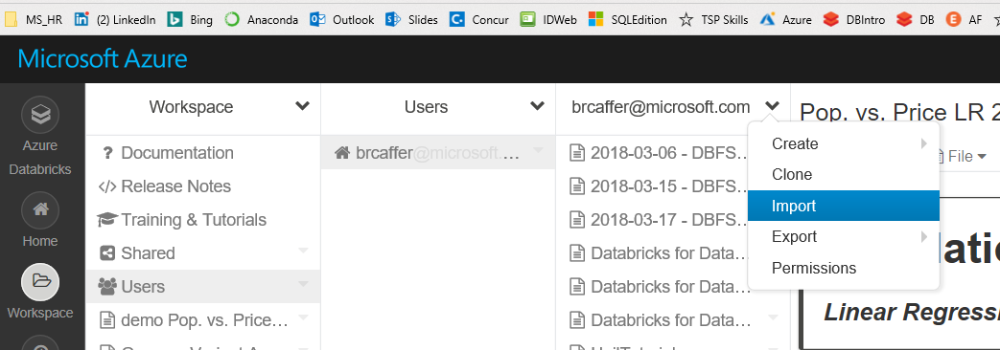 MS_HR (2) LinkedIn Bing Anaconda Outlook Slides Concur IDWeb SQLEdition TSP Skills Azure DBIntro DB AF
Microsoft Azure
Azure
Databricks
Home
Workspace
Workspace
? Documentation
</> Release Notes
Training & Tutorials
Shared
Users
demo Pop. vs. Price…
Users
brcaffer@microsoft.…
brcaffer@microsoft.com
2018-03-06 - DBFS…
2018-03-15 - DBFS…
2018-03-17 - DBFS…
Databricks for Data…
Databricks for Data…
Databricks for Data…
Create
Clone
Import
Export
Permissions
Pop. vs. Price LR 2
File
Linear Regress